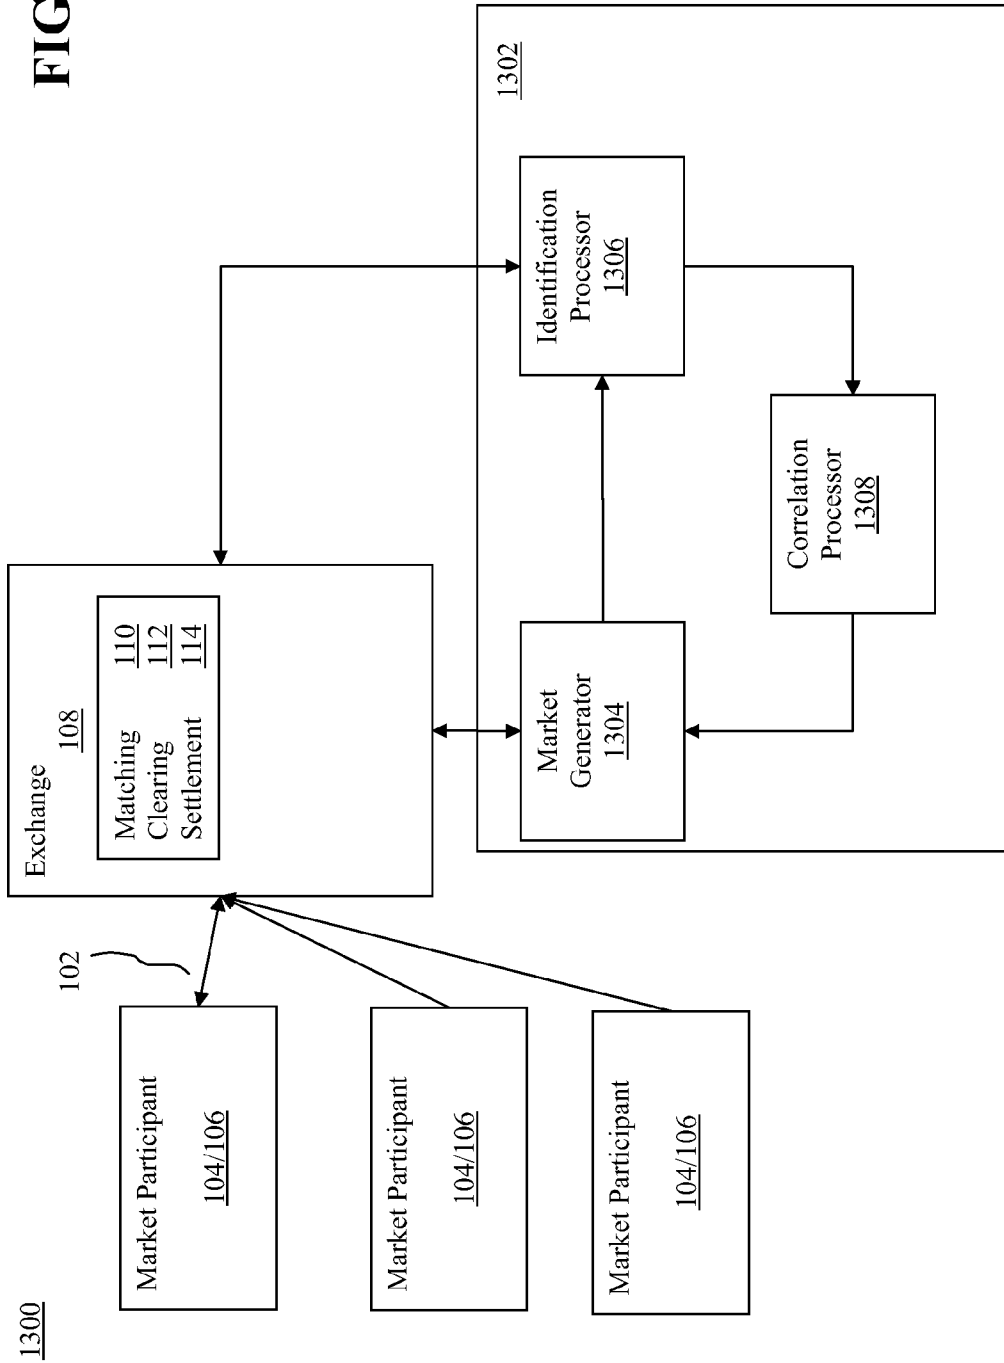 FIG
1300
Exchange
108
Matching 110
Clearing 112
Settlement 114
102
Market Participant
104/106
Market Participant
104/106
Market Participant
104/106
1302
Market
Generator
1304
Identification
Processor
1306
Correlation
Processor
1308